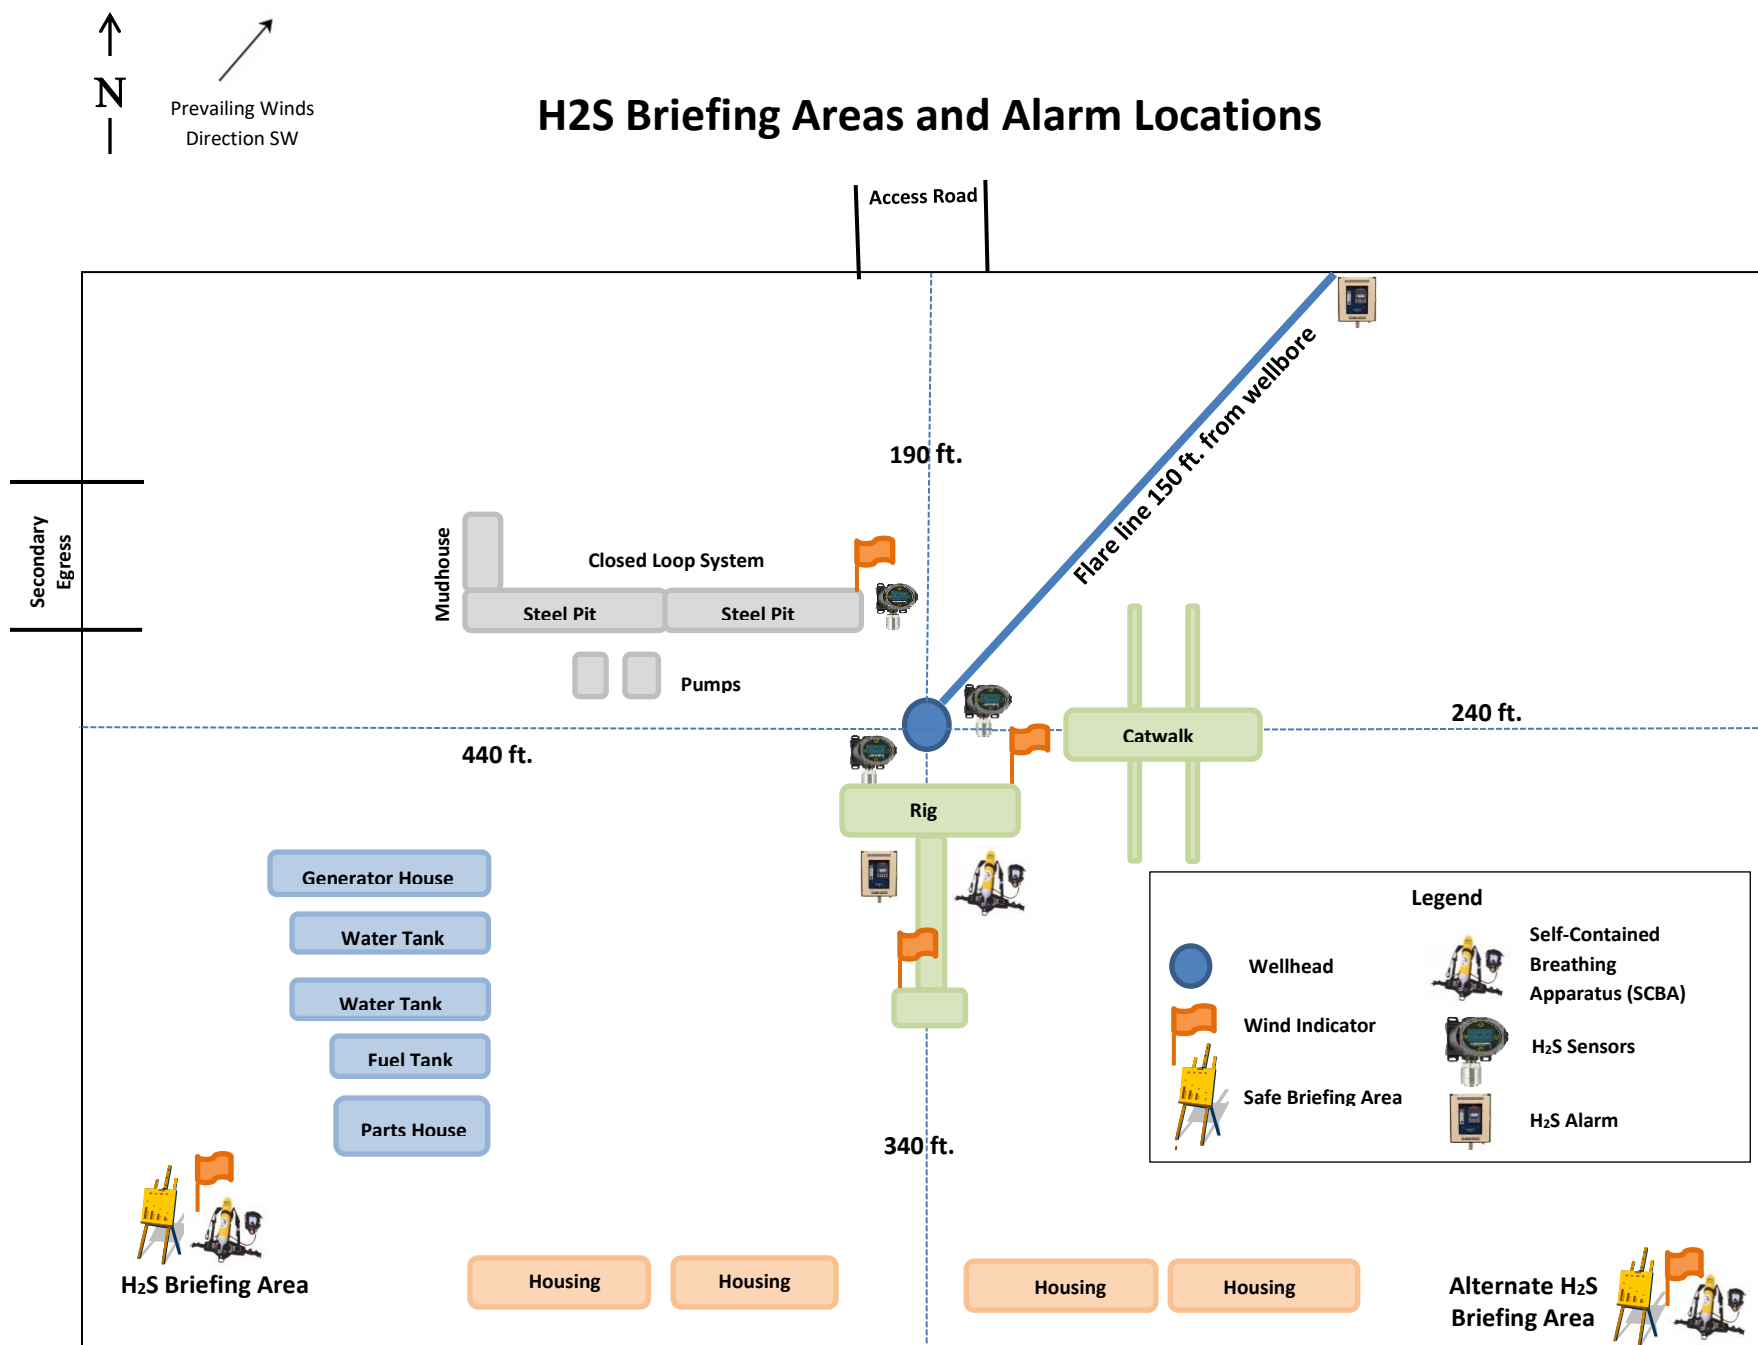 N
Prevailing Winds
Direction SW
H2S Briefing Areas and Alarm Locations
Access Road
Flare line 150 ft. from wellbore
190 ft.
Secondary
Egress
Mudhouse
Closed Loop System
Steel Pit
Steel Pit
Pumps
440 ft.
240 ft.
Catwalk
Rig
Generator House
Water Tank
Water Tank
Fuel Tank
Parts House
340 ft.
Legend
Wellhead
Wind Indicator
Safe Briefing Area
Self-Contained
Breathing
Apparatus (SCBA)
H2S Sensors
H2S Alarm
H2S Briefing Area
Housing
Housing
Housing
Housing
Alternate H2S
Briefing Area